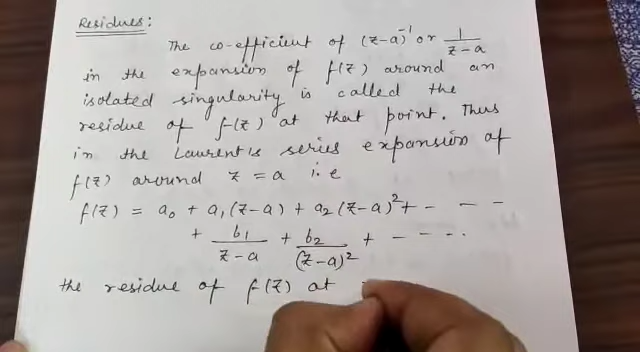 Residues:
The co-efficient of (z-a)⁻¹ or 1/(z-a)
in the expansion of f(z) around an
isolated singularity is called the
residue of f(z) at that point. Thus
in the Laurent's series expansion of
f(z) around z = a i.e
f(z) = a₀ + a₁(z-a) + a₂(z-a)² + - - -
+ b₁/(z-a) + b₂/(z-a)² + - - - -
the residue of f(z) at